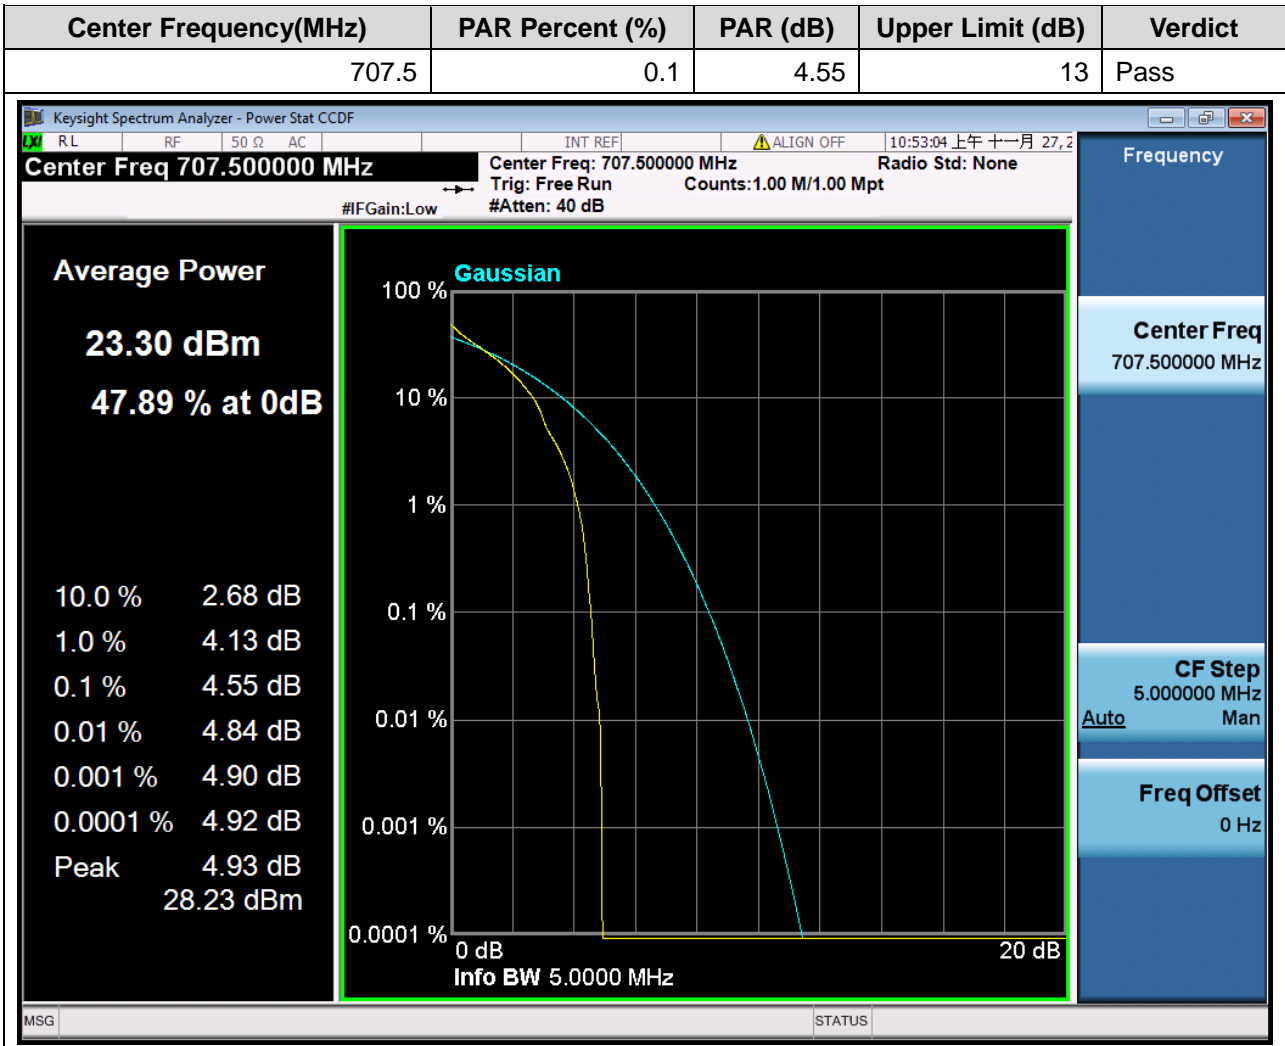 Center Frequency(MHz) PAR Percent (%) PAR (dB) Upper Limit (dB) Verdict
707.5 0.1 4.55 13 Pass
Keysight Spectrum Analyzer - Power Stat CCDF
LXI RL RF 50 Ω AC INT REF ALIGN OFF 10:53:04 上午 十一月 27, 2
Center Freq 707.500000 MHz
Center Freq: 707.500000 MHz Radio Std: None
Trig: Free Run Counts:1.00 M/1.00 Mpt
#IFGain:Low #Atten: 40 dB
Frequency
Average Power
23.30 dBm
47.89 % at 0dB
10.0 % 2.68 dB
1.0 % 4.13 dB
0.1 % 4.55 dB
0.01 % 4.84 dB
0.001 % 4.90 dB
0.0001 % 4.92 dB
Peak 4.93 dB
28.23 dBm
Gaussian
100 %
10 %
1 %
0.1 %
0.01 %
0.001 %
0.0001 %
0 dB 20 dB
Info BW 5.0000 MHz
Center Freq
707.500000 MHz
CF Step
5.000000 MHz
Auto Man
Freq Offset
0 Hz
MSG STATUS